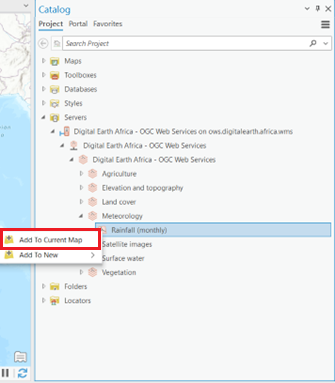 Catalog
Project Portal Favorites
Search Project
Maps
Toolboxes
Databases
Styles
Servers
Digital Earth Africa - OGC Web Services on ows.digitalearth.africa.wms
Digital Earth Africa - OGC Web Services
Digital Earth Africa - OGC Web Services
Agriculture
Elevation and topography
Land cover
Meteorology
Rainfall (monthly)
Add To Current Map
Satellite images
Add To New
Surface water
Vegetation
Folders
Locators